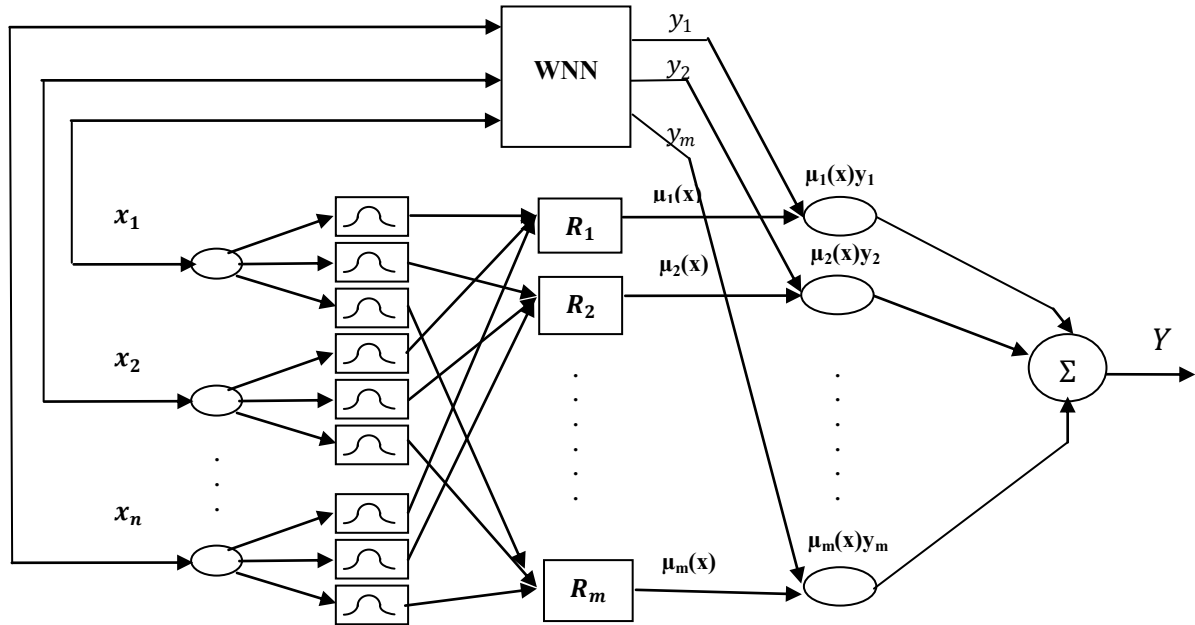 y₁
WNN
y₂
yₘ
μ₁(x)y₁
x₁
μ₁(x)
R₁
μ₂(x)
μ₂(x)y₂
R₂
x₂
Y
Σ
xₙ
μₘ(x)yₘ
μₘ(x)
Rₘ